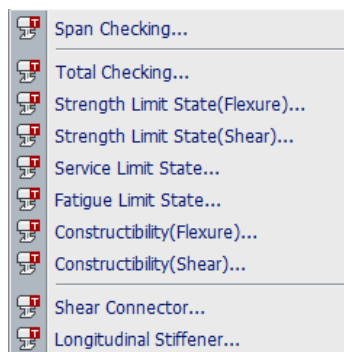 Span Checking...
Total Checking...
Strength Limit State(Flexure)...
Strength Limit State(Shear)...
Service Limit State...
Fatigue Limit State...
Constructibility(Flexure)...
Constructibility(Shear)...
Shear Connector...
Longitudinal Stiffener...